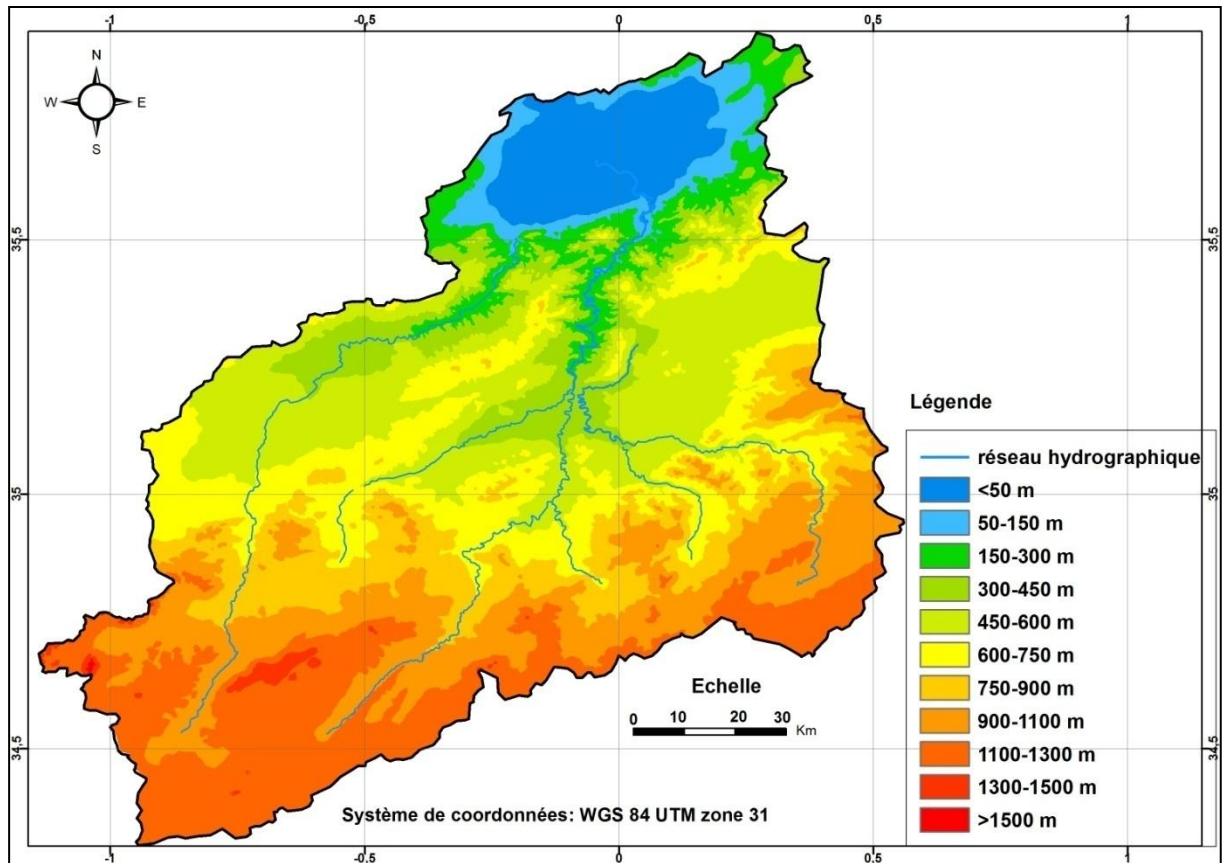 -1 -0,5 0 0,5 1
N
W E
S
35,5 35,5
35 35
34,5 34,5
Légende
réseau hydrographique
<50 m
50-150 m
150-300 m
300-450 m
450-600 m
600-750 m
750-900 m
900-1100 m
1100-1300 m
1300-1500 m
>1500 m
Echelle
0 10 20 30
Km
Système de coordonnées: WGS 84 UTM zone 31
-1 -0,5 0 0,5 1